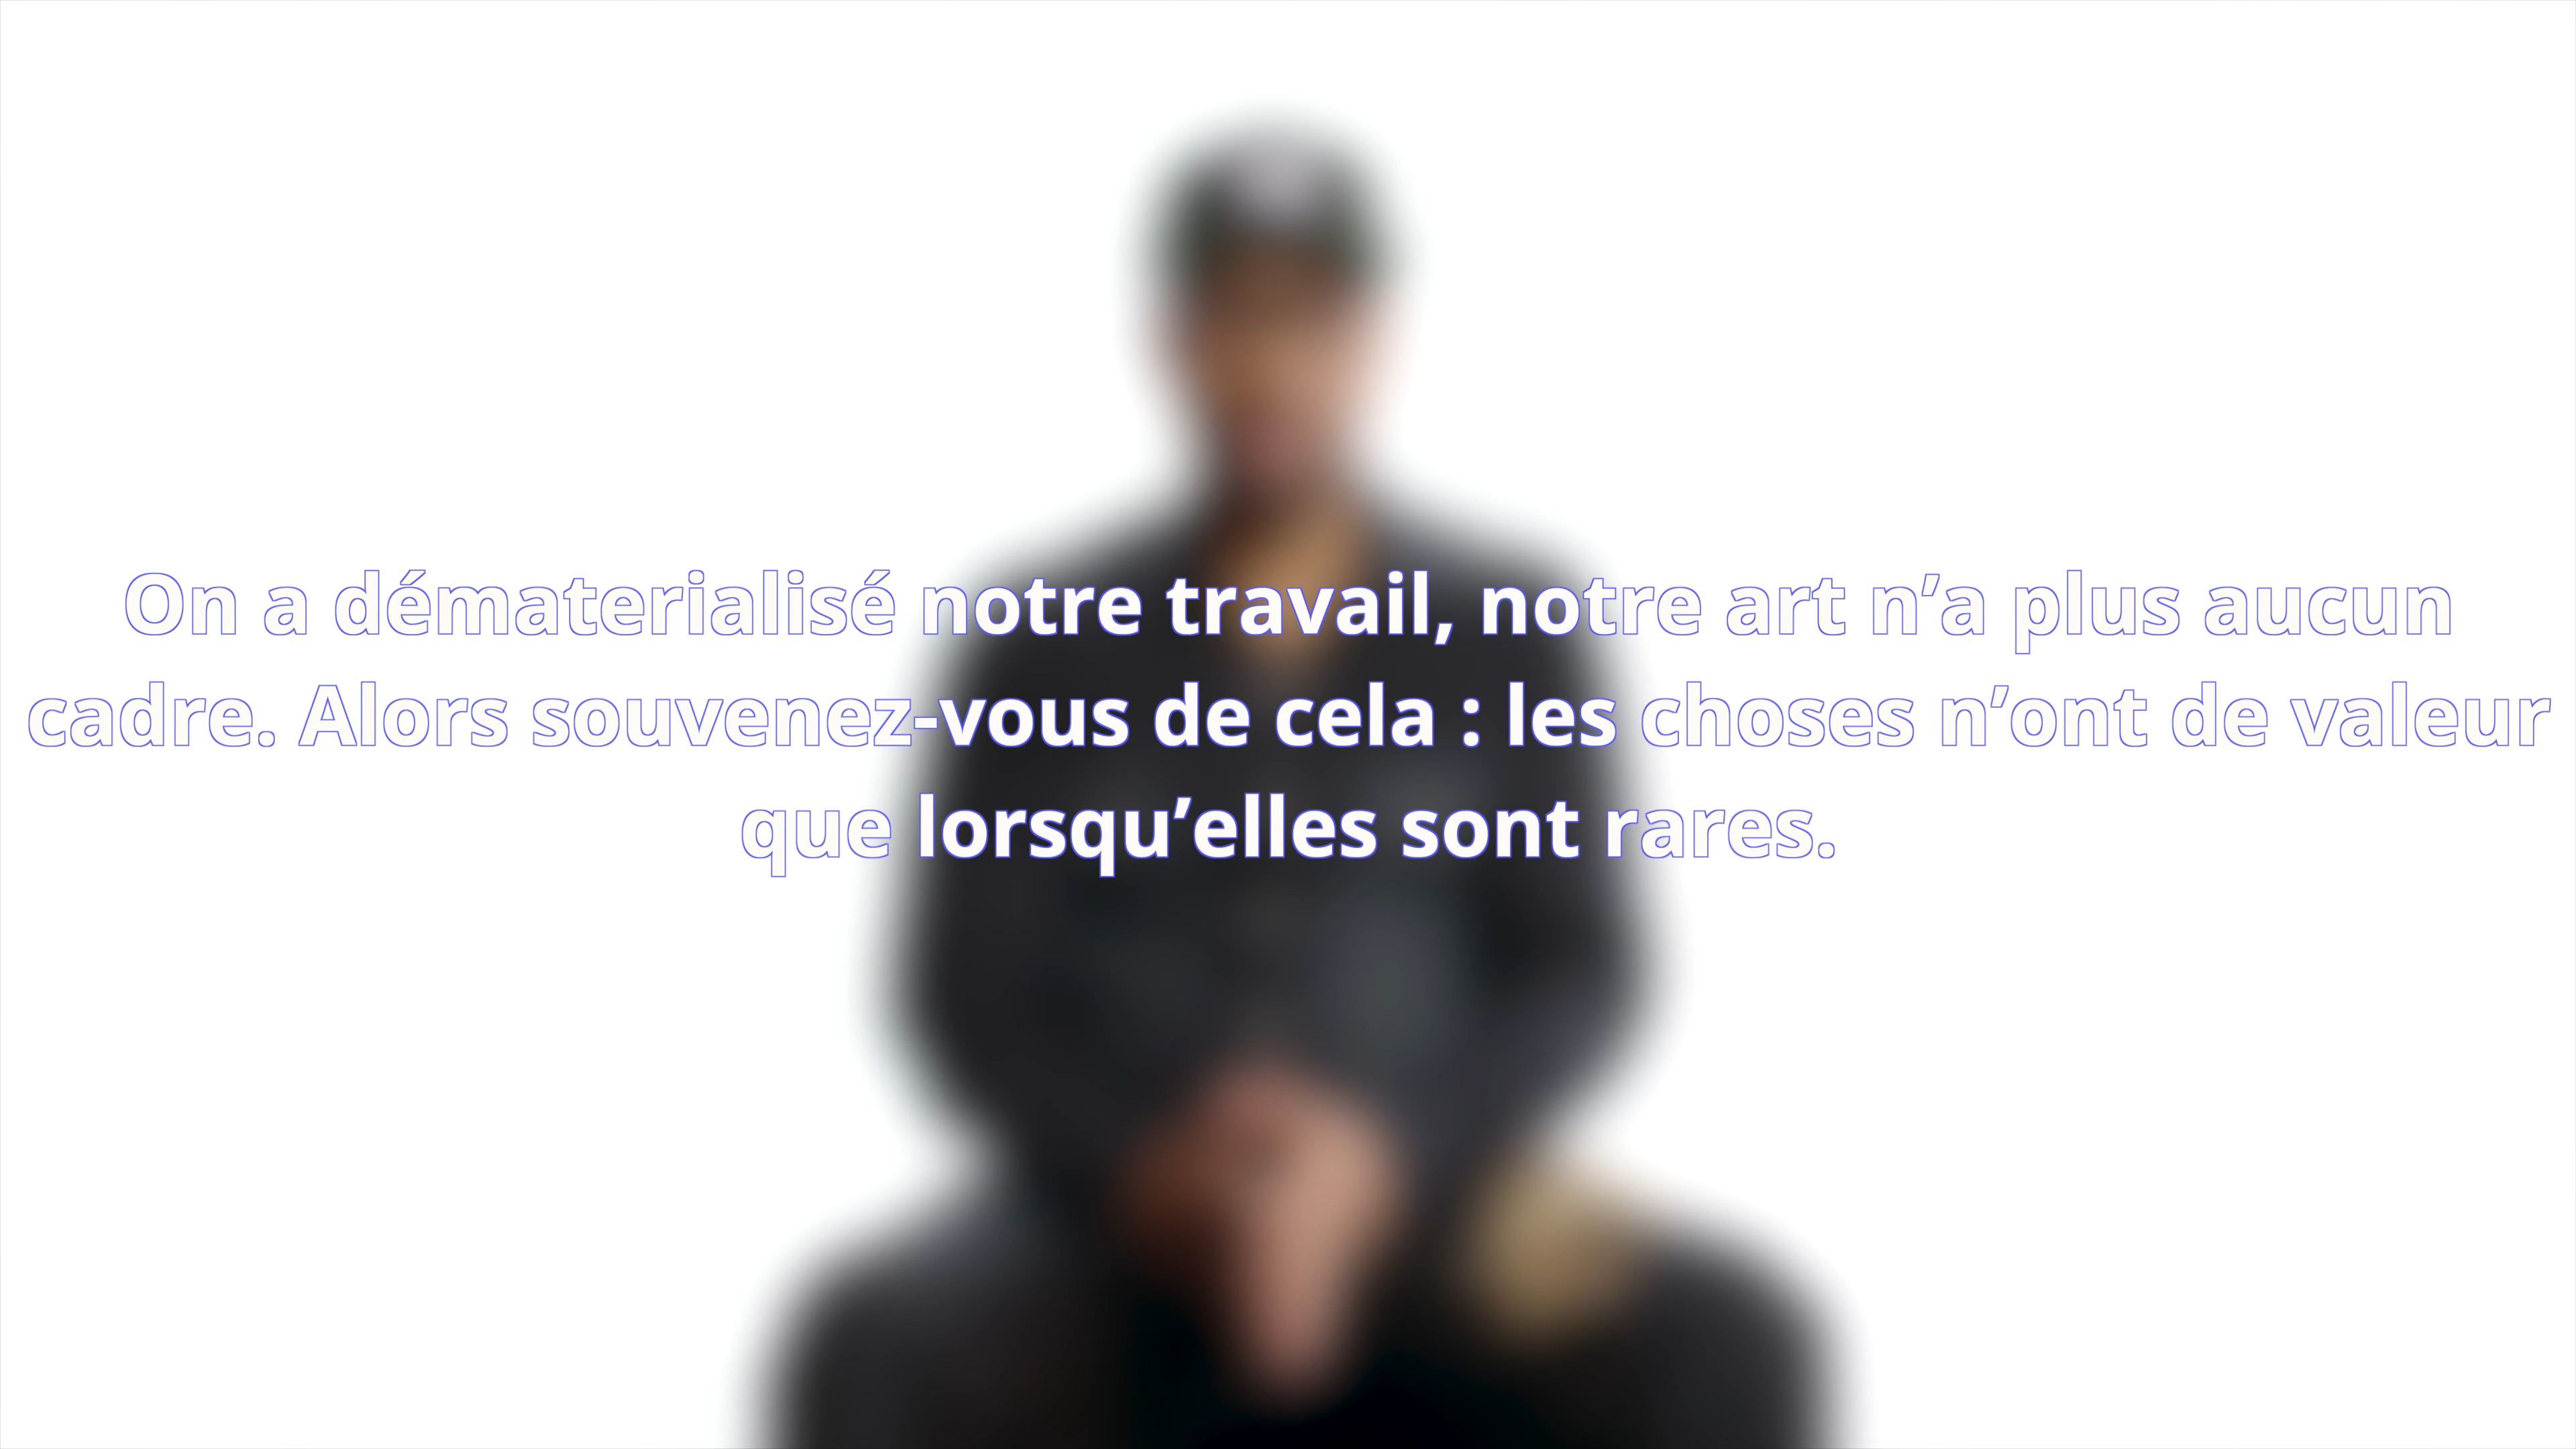 On a dématerialisé notre travail, notre art n’a plus aucun
cadre. Alors souvenez-vous de cela : les choses n’ont de valeur
que lorsqu’elles sont rares.